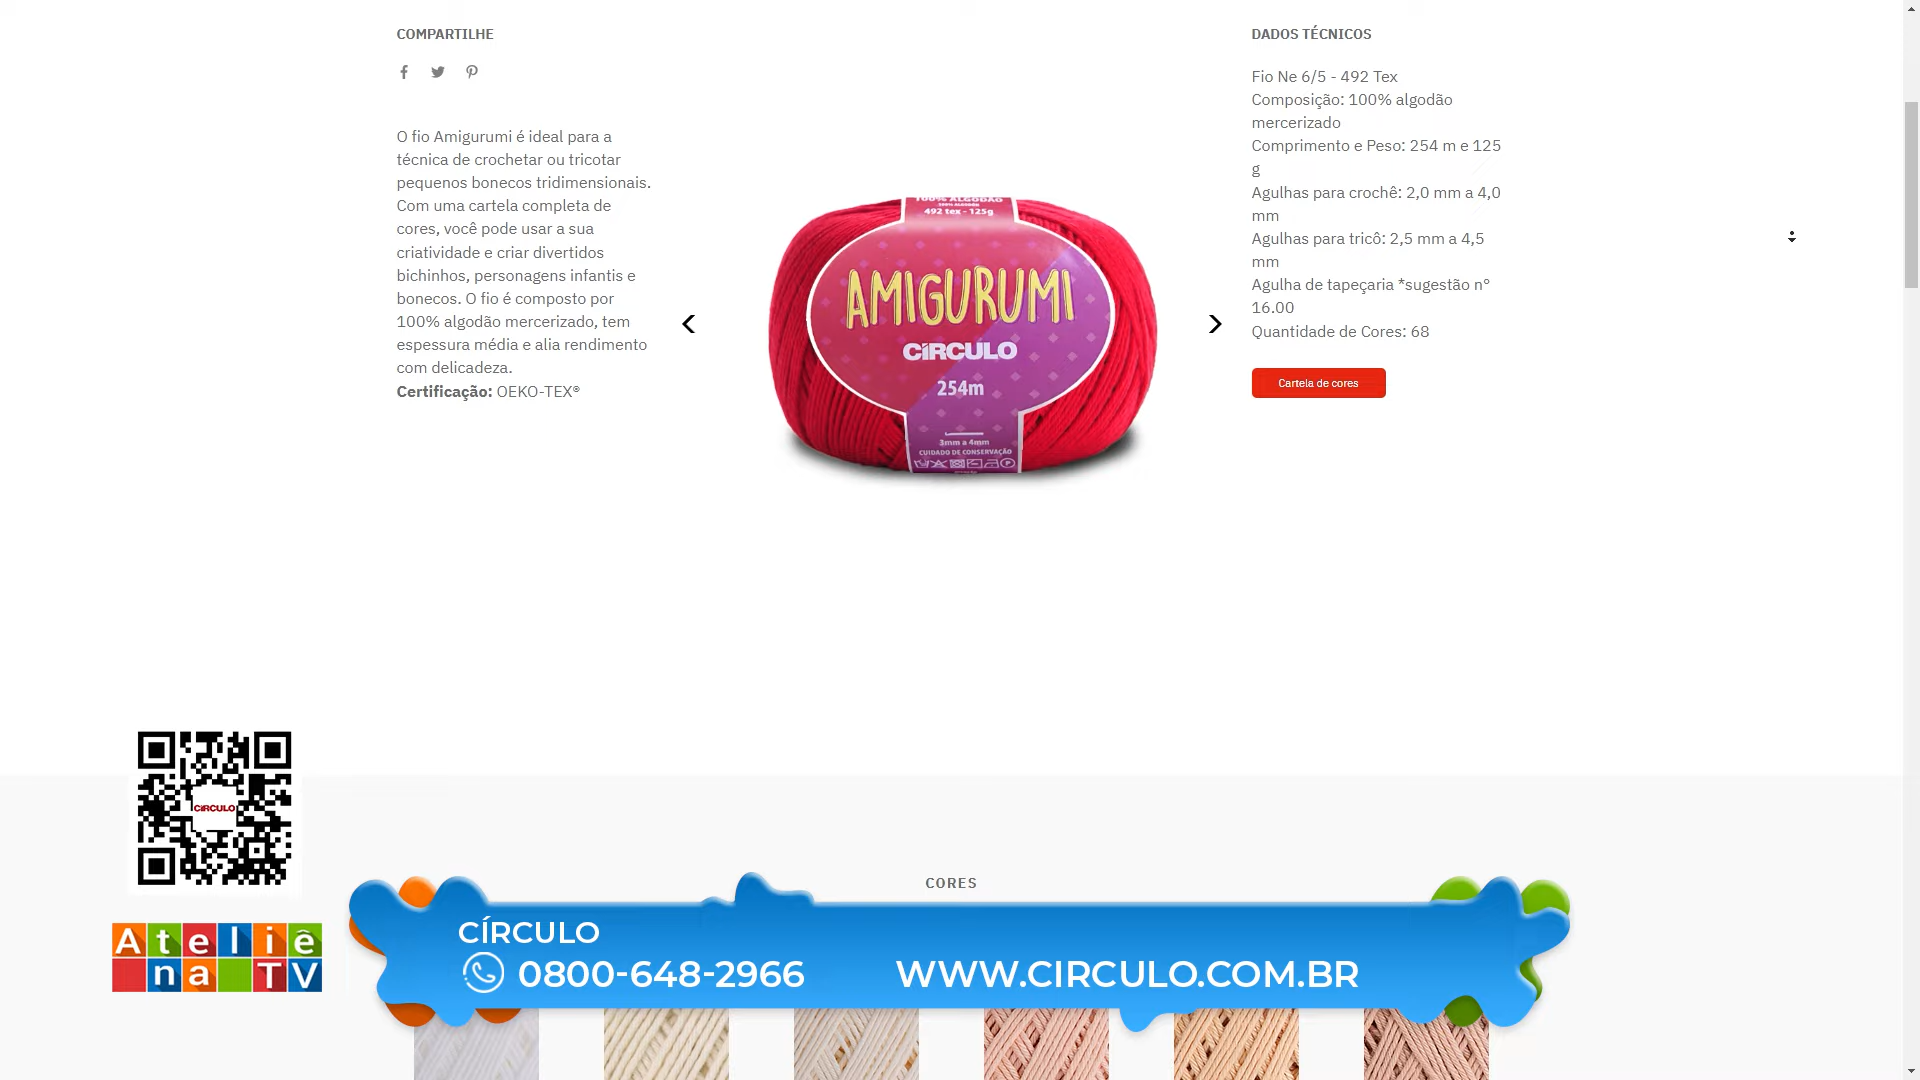 COMPARTILHE
O fio Amigurumi é ideal para a
técnica de crochetar ou tricotar
pequenos bonecos tridimensionais.
Com uma cartela completa de
cores, você pode usar a sua
criatividade e criar divertidos
bichinhos, personagens infantis e
bonecos. O fio é composto por
100% algodão mercerizado, tem
espessura média e alia rendimento
com delicadeza.
Certificação: OEKO-TEX®
100% ALGODÃO
492 tex - 125g
AMIGURUMI
CÍRCULO
254m
3mm a 4mm
CUIDADO DE CONSERVAÇÃO
DADOS TÉCNICOS
Fio Ne 6/5 - 492 Tex
Composição: 100% algodão
mercerizado
Comprimento e Peso: 254 m e 125
g
Agulhas para crochê: 2,0 mm a 4,0
mm
Agulhas para tricô: 2,5 mm a 4,5
mm
Agulha de tapeçaria *sugestão n°
16.00
Quantidade de Cores: 68
Cartela de cores
CÍRCULO
CORES
Ateliê
na TV
CÍRCULO
0800-648-2966
WWW.CIRCULO.COM.BR